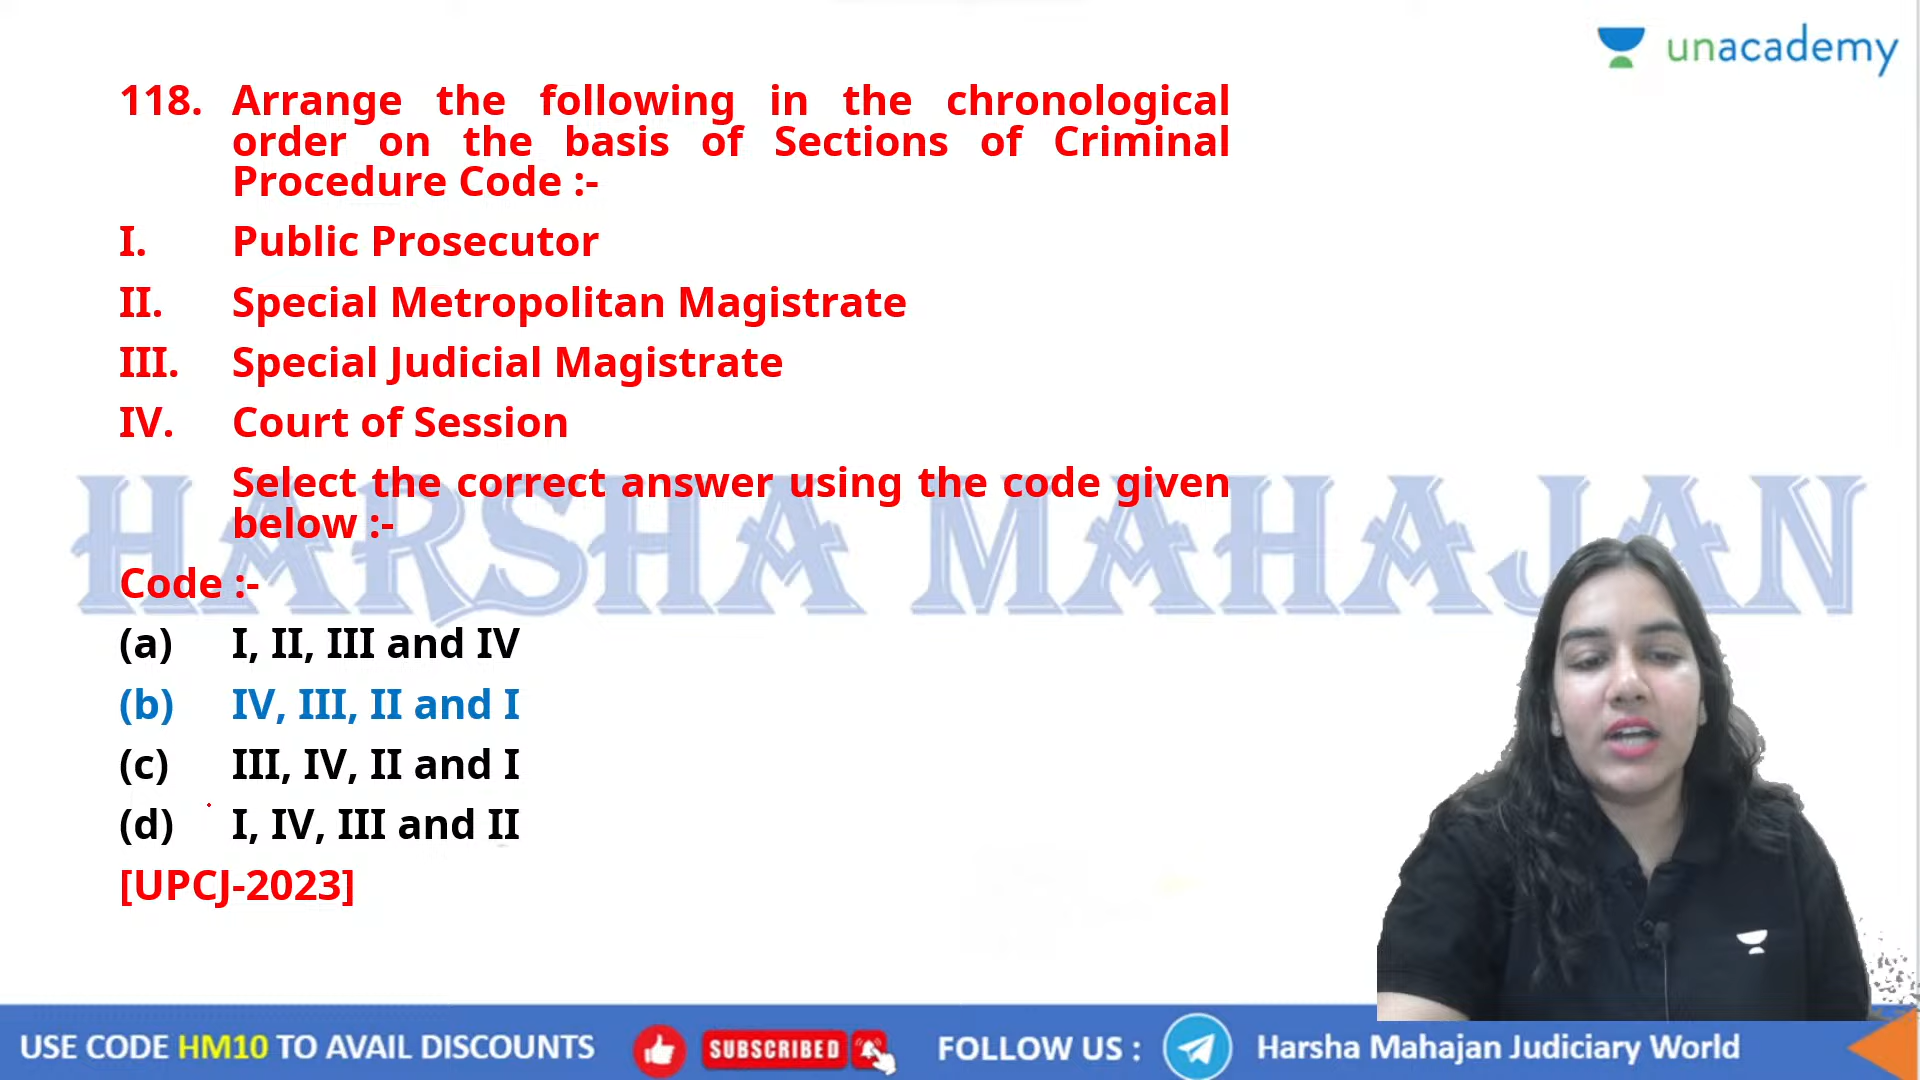 unacademy
118. Arrange the following in the chronological
order on the basis of Sections of Criminal
Procedure Code :-
I. Public Prosecutor
II. Special Metropolitan Magistrate
III. Special Judicial Magistrate
IV. Court of Session
Select the correct answer using the code given
below :-
HARSHA MAHAJAN
Code :-
(a) I, II, III and IV
(b) IV, III, II and I
(c) III, IV, II and I
(d) I, IV, III and II
[UPCJ-2023]
USE CODE HM10 TO AVAIL DISCOUNTS
SUBSCRIBED
FOLLOW US :
Harsha Mahajan Judiciary World